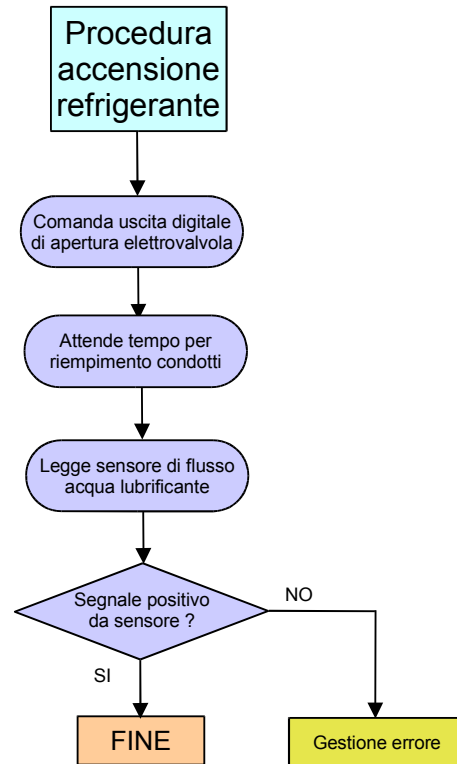 Procedura
accensione
refrigerante
Comanda uscita digitale
di apertura elettrovalvola
Attende tempo per
riempimento condotti
Legge sensore di flusso
acqua lubrificante
Segnale positivo
da sensore ?
NO
SI
FINE
Gestione errore